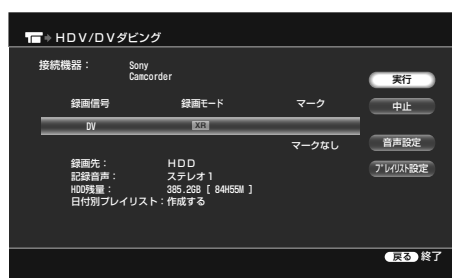 HDV/DVダビング
接続機器： Sony Camcorder
実行
録画信号 録画モード マーク
中止
DV XR
マークなし
音声設定
録画先： HDD
プレイリスト設定
記録音声： ステレオ1
HDD残量： 385.2GB [ 84H55M ]
日付別プレイリスト：作成する
戻る 終了